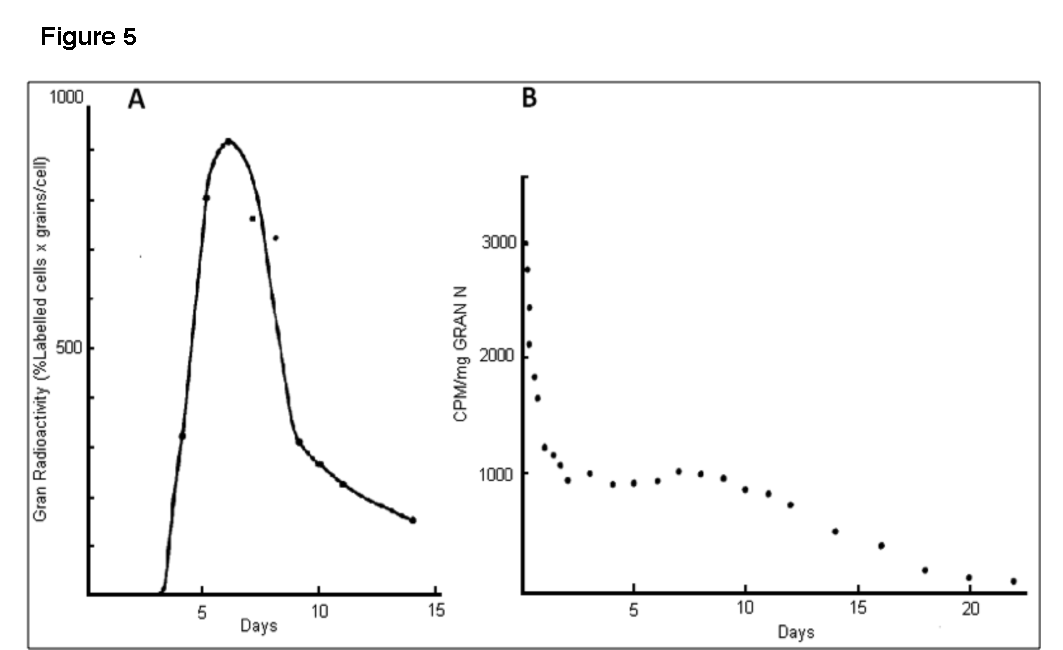 Figure 5
A
1000
500
Gran Radioactivity (%Labelled cells x grains/cell)
5
10
15
Days
B
3000
2000
1000
CPM/mg GRAN N
5
10
15
20
Days